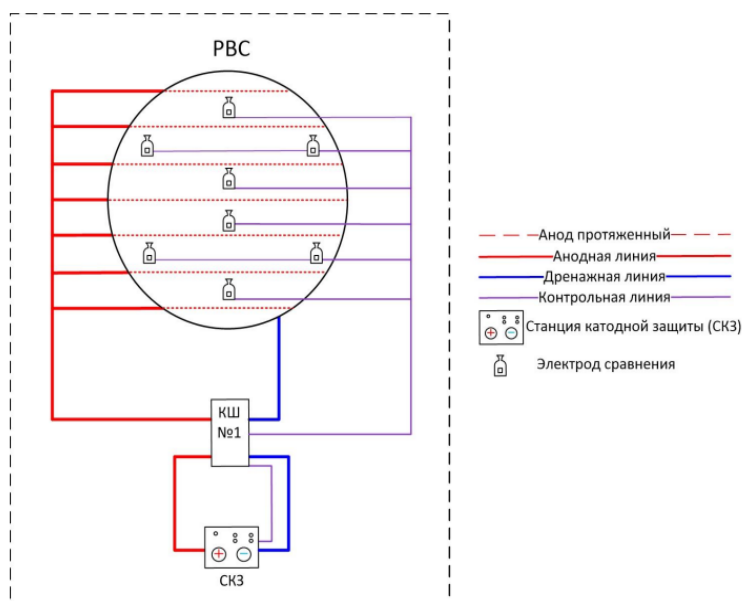 РВС
КШ
№1
СКЗ
Анод протяженный
Анодная линия
Дренажная линия
Контрольная линия
Станция катодной защиты (СКЗ)
Электрод сравнения